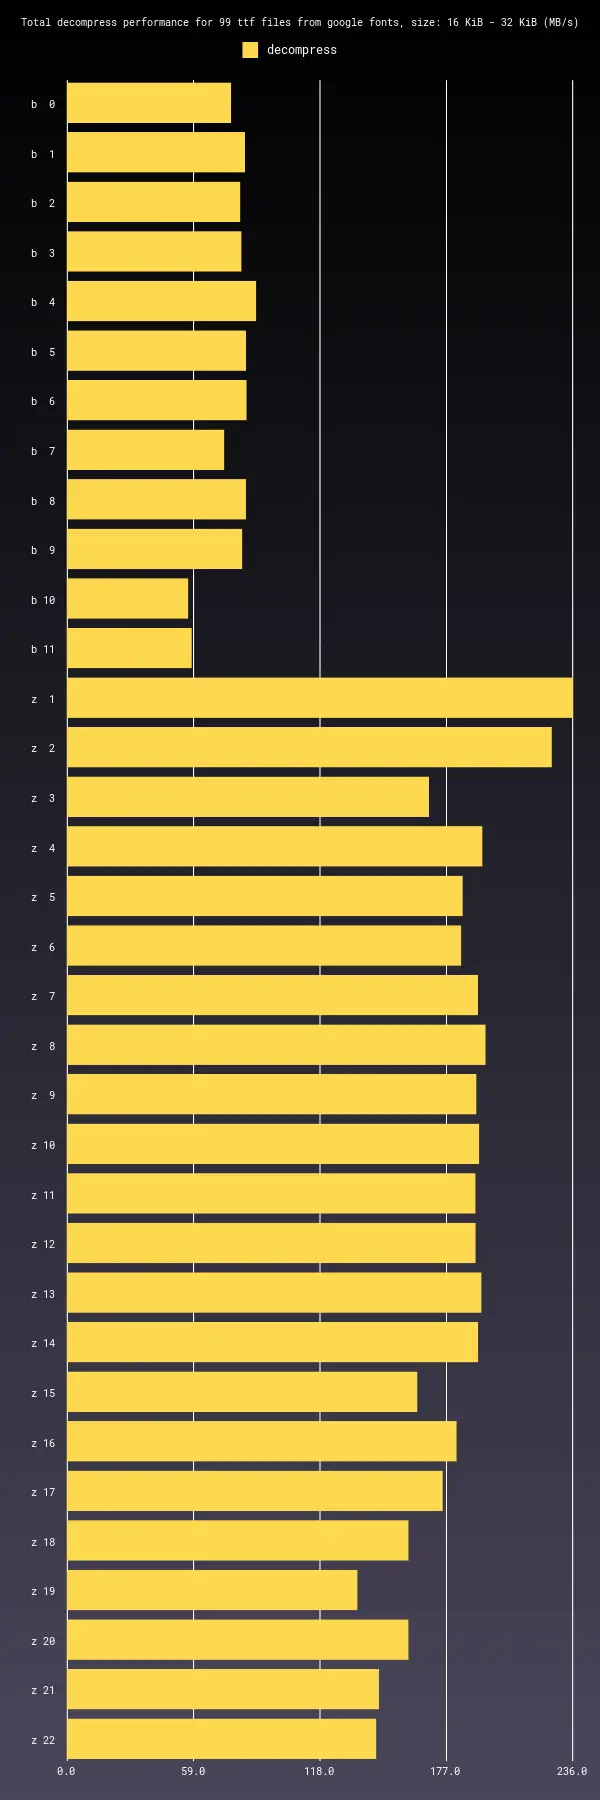 Total decompress performance for 99 ttf files from google fonts, size: 16 KiB - 32 KiB (MB/s)
decompress
b  0
b  1
b  2
b  3
b  4
b  5
b  6
b  7
b  8
b  9
b 10
b 11
z  1
z  2
z  3
z  4
z  5
z  6
z  7
z  8
z  9
z 10
z 11
z 12
z 13
z 14
z 15
z 16
z 17
z 18
z 19
z 20
z 21
z 22
0.0 59.0 118.0 177.0 236.0